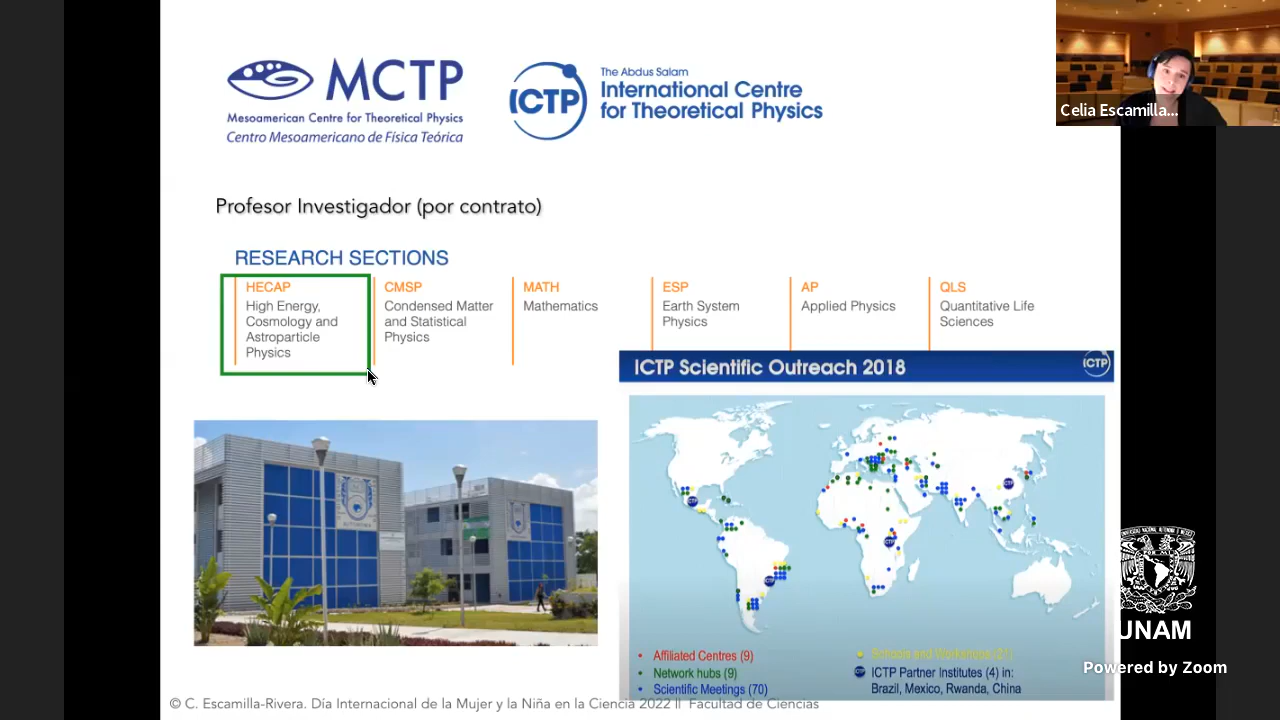 MCTP
Mesoamerican Centre for Theoretical Physics
Centro Mesoamericano de Física Teórica
ICTP
The Abdus Salam
International Centre
for Theoretical Physics
Celia Escamilla...
Profesor Investigador (por contrato)
RESEARCH SECTIONS
HECAP
High Energy,
Cosmology and
Astroparticle
Physics
CMSP
Condensed Matter
and Statistical
Physics
MATH
Mathematics
ESP
Earth System
Physics
AP
Applied Physics
QLS
Quantitative Life
Sciences
ICTP Scientific Outreach 2018
ICTP
• Affiliated Centres (9)
• Network hubs (9)
• Scientific Meetings (70)
Schools and Workshops (21)
ICTP Partner Institutes (4) in:
Brazil, Mexico, Rwanda, China
UNAM
Powered by Zoom
© C. Escamilla-Rivera. Día Internacional de la Mujer y la Niña en la Ciencia 2022 || Facultad de Ciencias